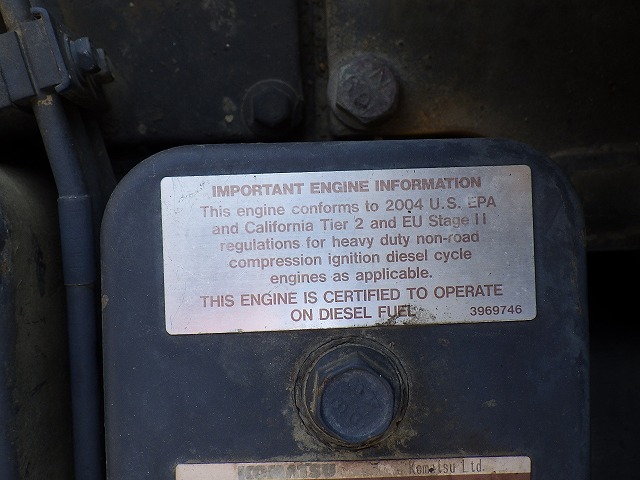 IMPORTANT ENGINE INFORMATION
This engine conforms to 2004 U.S. EPA
and California Tier 2 and EU Stage II
regulations for heavy duty non-road
compression ignition diesel cycle
engines as applicable.
THIS ENGINE IS CERTIFIED TO OPERATE
ON DIESEL FUEL 3969746
KOMATSU Komatsu Ltd.